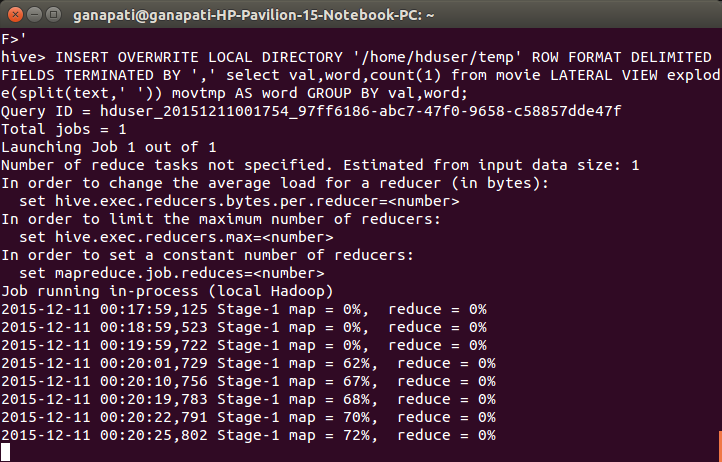 ganapati@ganapati-HP-Pavilion-15-Notebook-PC: ~
F>'
hive> INSERT OVERWRITE LOCAL DIRECTORY '/home/hduser/temp' ROW FORMAT DELIMITED
FIELDS TERMINATED BY ',' select val,word,count(1) from movie LATERAL VIEW explod
e(split(text,' ')) movtmp AS word GROUP BY val,word;
Query ID = hduser_20151211001754_97ff6186-abc7-47f0-9658-c58857dde47f
Total jobs = 1
Launching Job 1 out of 1
Number of reduce tasks not specified. Estimated from input data size: 1
In order to change the average load for a reducer (in bytes):
  set hive.exec.reducers.bytes.per.reducer=<number>
In order to limit the maximum number of reducers:
  set hive.exec.reducers.max=<number>
In order to set a constant number of reducers:
  set mapreduce.job.reduces=<number>
Job running in-process (local Hadoop)
2015-12-11 00:17:59,125 Stage-1 map = 0%,  reduce = 0%
2015-12-11 00:18:59,523 Stage-1 map = 0%,  reduce = 0%
2015-12-11 00:19:59,722 Stage-1 map = 0%,  reduce = 0%
2015-12-11 00:20:01,729 Stage-1 map = 62%,  reduce = 0%
2015-12-11 00:20:10,756 Stage-1 map = 67%,  reduce = 0%
2015-12-11 00:20:19,783 Stage-1 map = 68%,  reduce = 0%
2015-12-11 00:20:22,791 Stage-1 map = 70%,  reduce = 0%
2015-12-11 00:20:25,802 Stage-1 map = 72%,  reduce = 0%